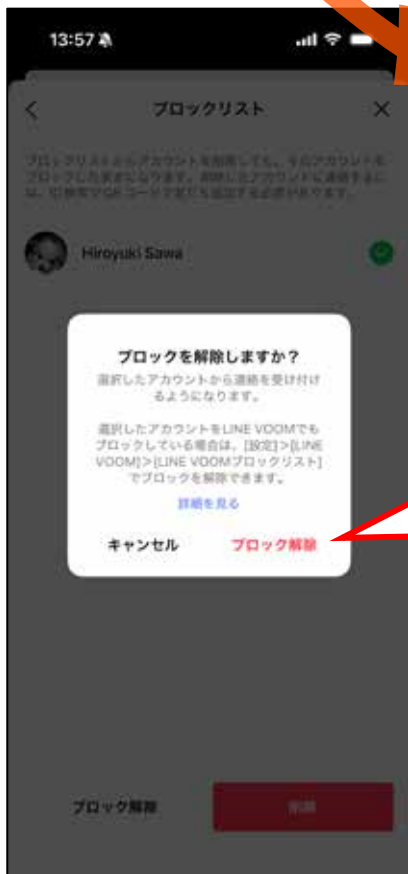 13:57
ブロックリスト
ブロックリストからアカウントを削除しても、そのアカウントを
ブロックしたままになります。削除したアカウントに連絡するに
は、ID検索やQRコードで友だち追加する必要があります。
Hiroyuki Sawa
ブロックを解除しますか？
選択したアカウントから連絡を受け付け
るようになります。
選択したアカウントをLINE VOOMでも
ブロックしている場合は、[設定]>[LINE
VOOM]>[LINE VOOMブロックリスト]
でブロックを解除できます。
詳細を見る
キャンセル
ブロック解除
ブロック解除
削除